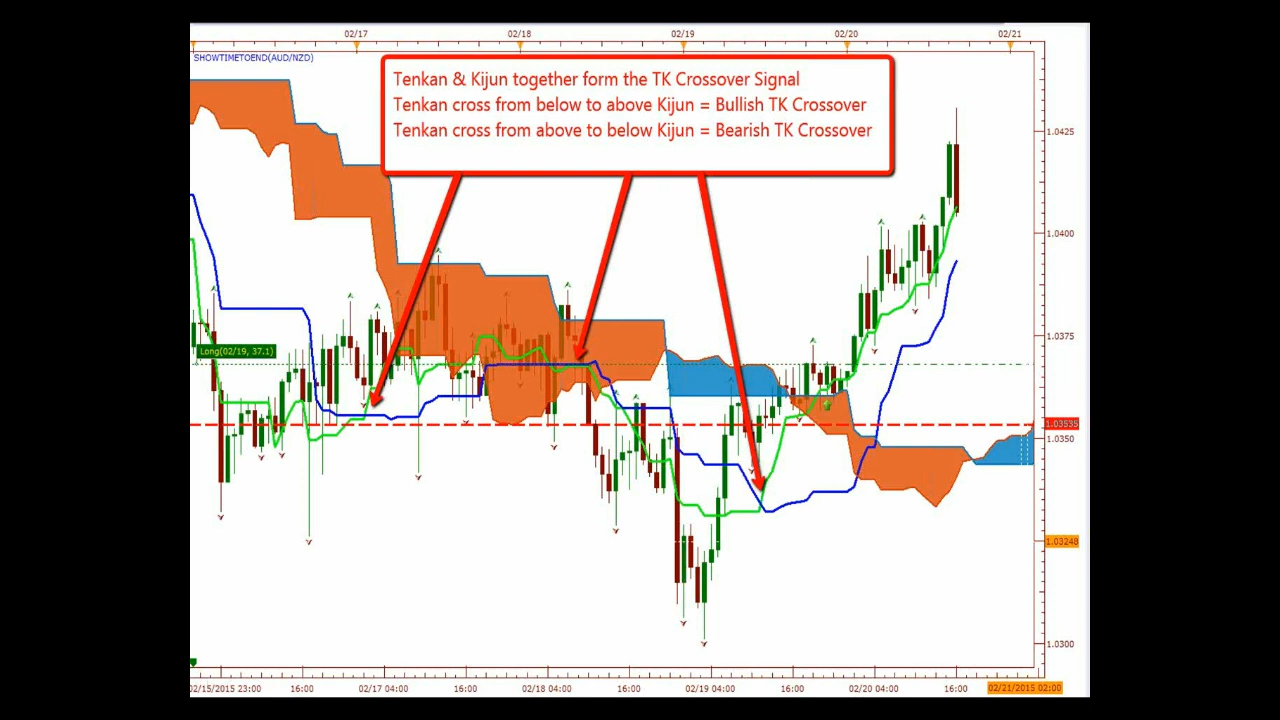 02/17 02/18 02/19 02/20 02/21
SHOWTIMETOEND(AUD/NZD)
Tenkan & Kijun together form the TK Crossover Signal
Tenkan cross from below to above Kijun = Bullish TK Crossover
Tenkan cross from above to below Kijun = Bearish TK Crossover
1.0425
1.0400
1.0375
Long(02/19, 37.1)
1.03535
1.0350
1.03248
1.0300
02/15/2015 23:00 16:00 02/17 04:00 16:00 02/18 04:00 16:00 02/19 04:00 16:00 02/20 04:00 16:00 02/21/2015 02:00